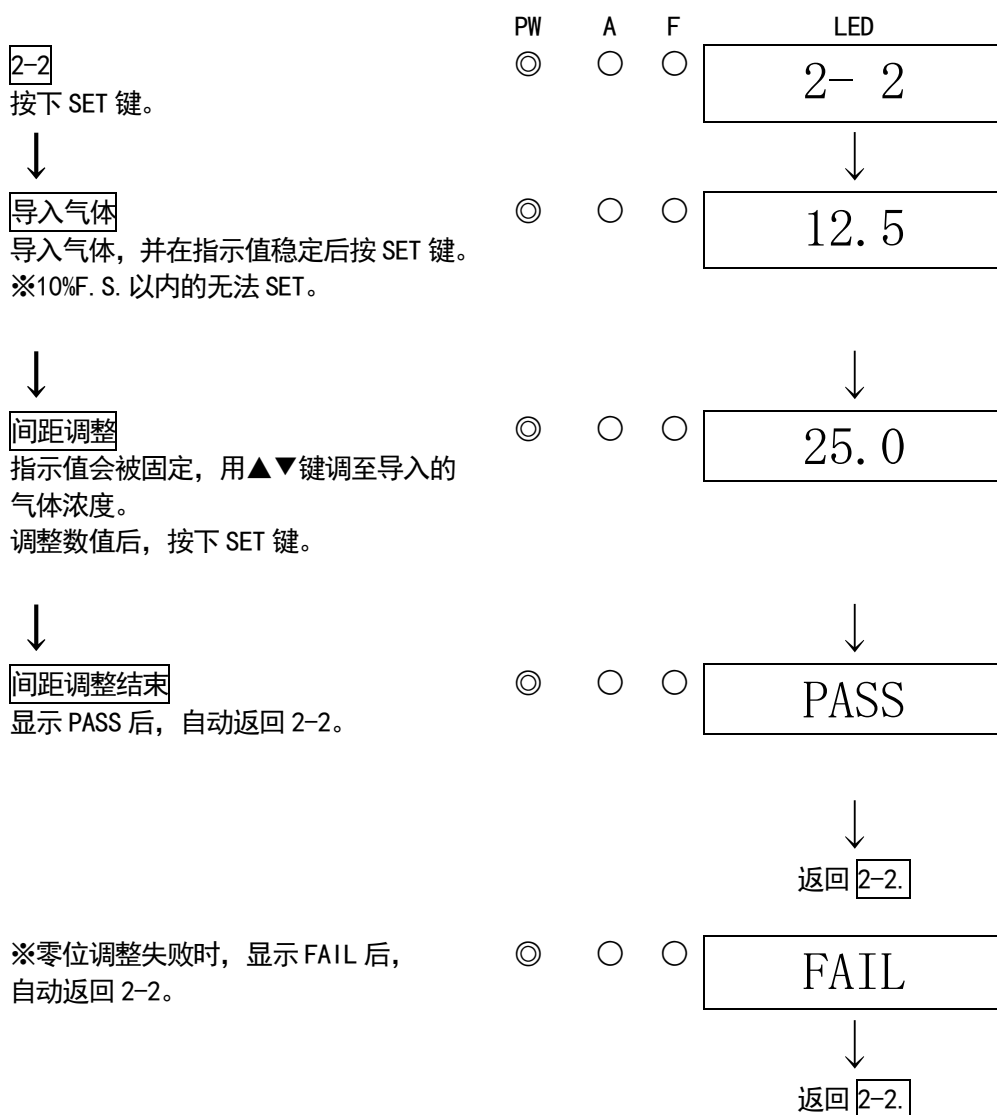 PW A F LED
2-2 ◎ ○ ○ 2- 2
按下 SET 键。
↓ ↓
导入气体 ◎ ○ ○ 12.5
导入气体，并在指示值稳定后按 SET 键。
※10%F.S.以内的无法 SET。
↓ ↓
间距调整 ◎ ○ ○ 25.0
指示值会被固定，用▲▼键调至导入的
气体浓度。
调整数值后，按下 SET 键。
↓ ↓
间距调整结束 ◎ ○ ○ PASS
显示 PASS 后，自动返回 2-2。
↓
返回 2-2.
※零位调整失败时，显示 FAIL 后， ◎ ○ ○ FAIL
自动返回 2-2。
↓
返回 2-2.